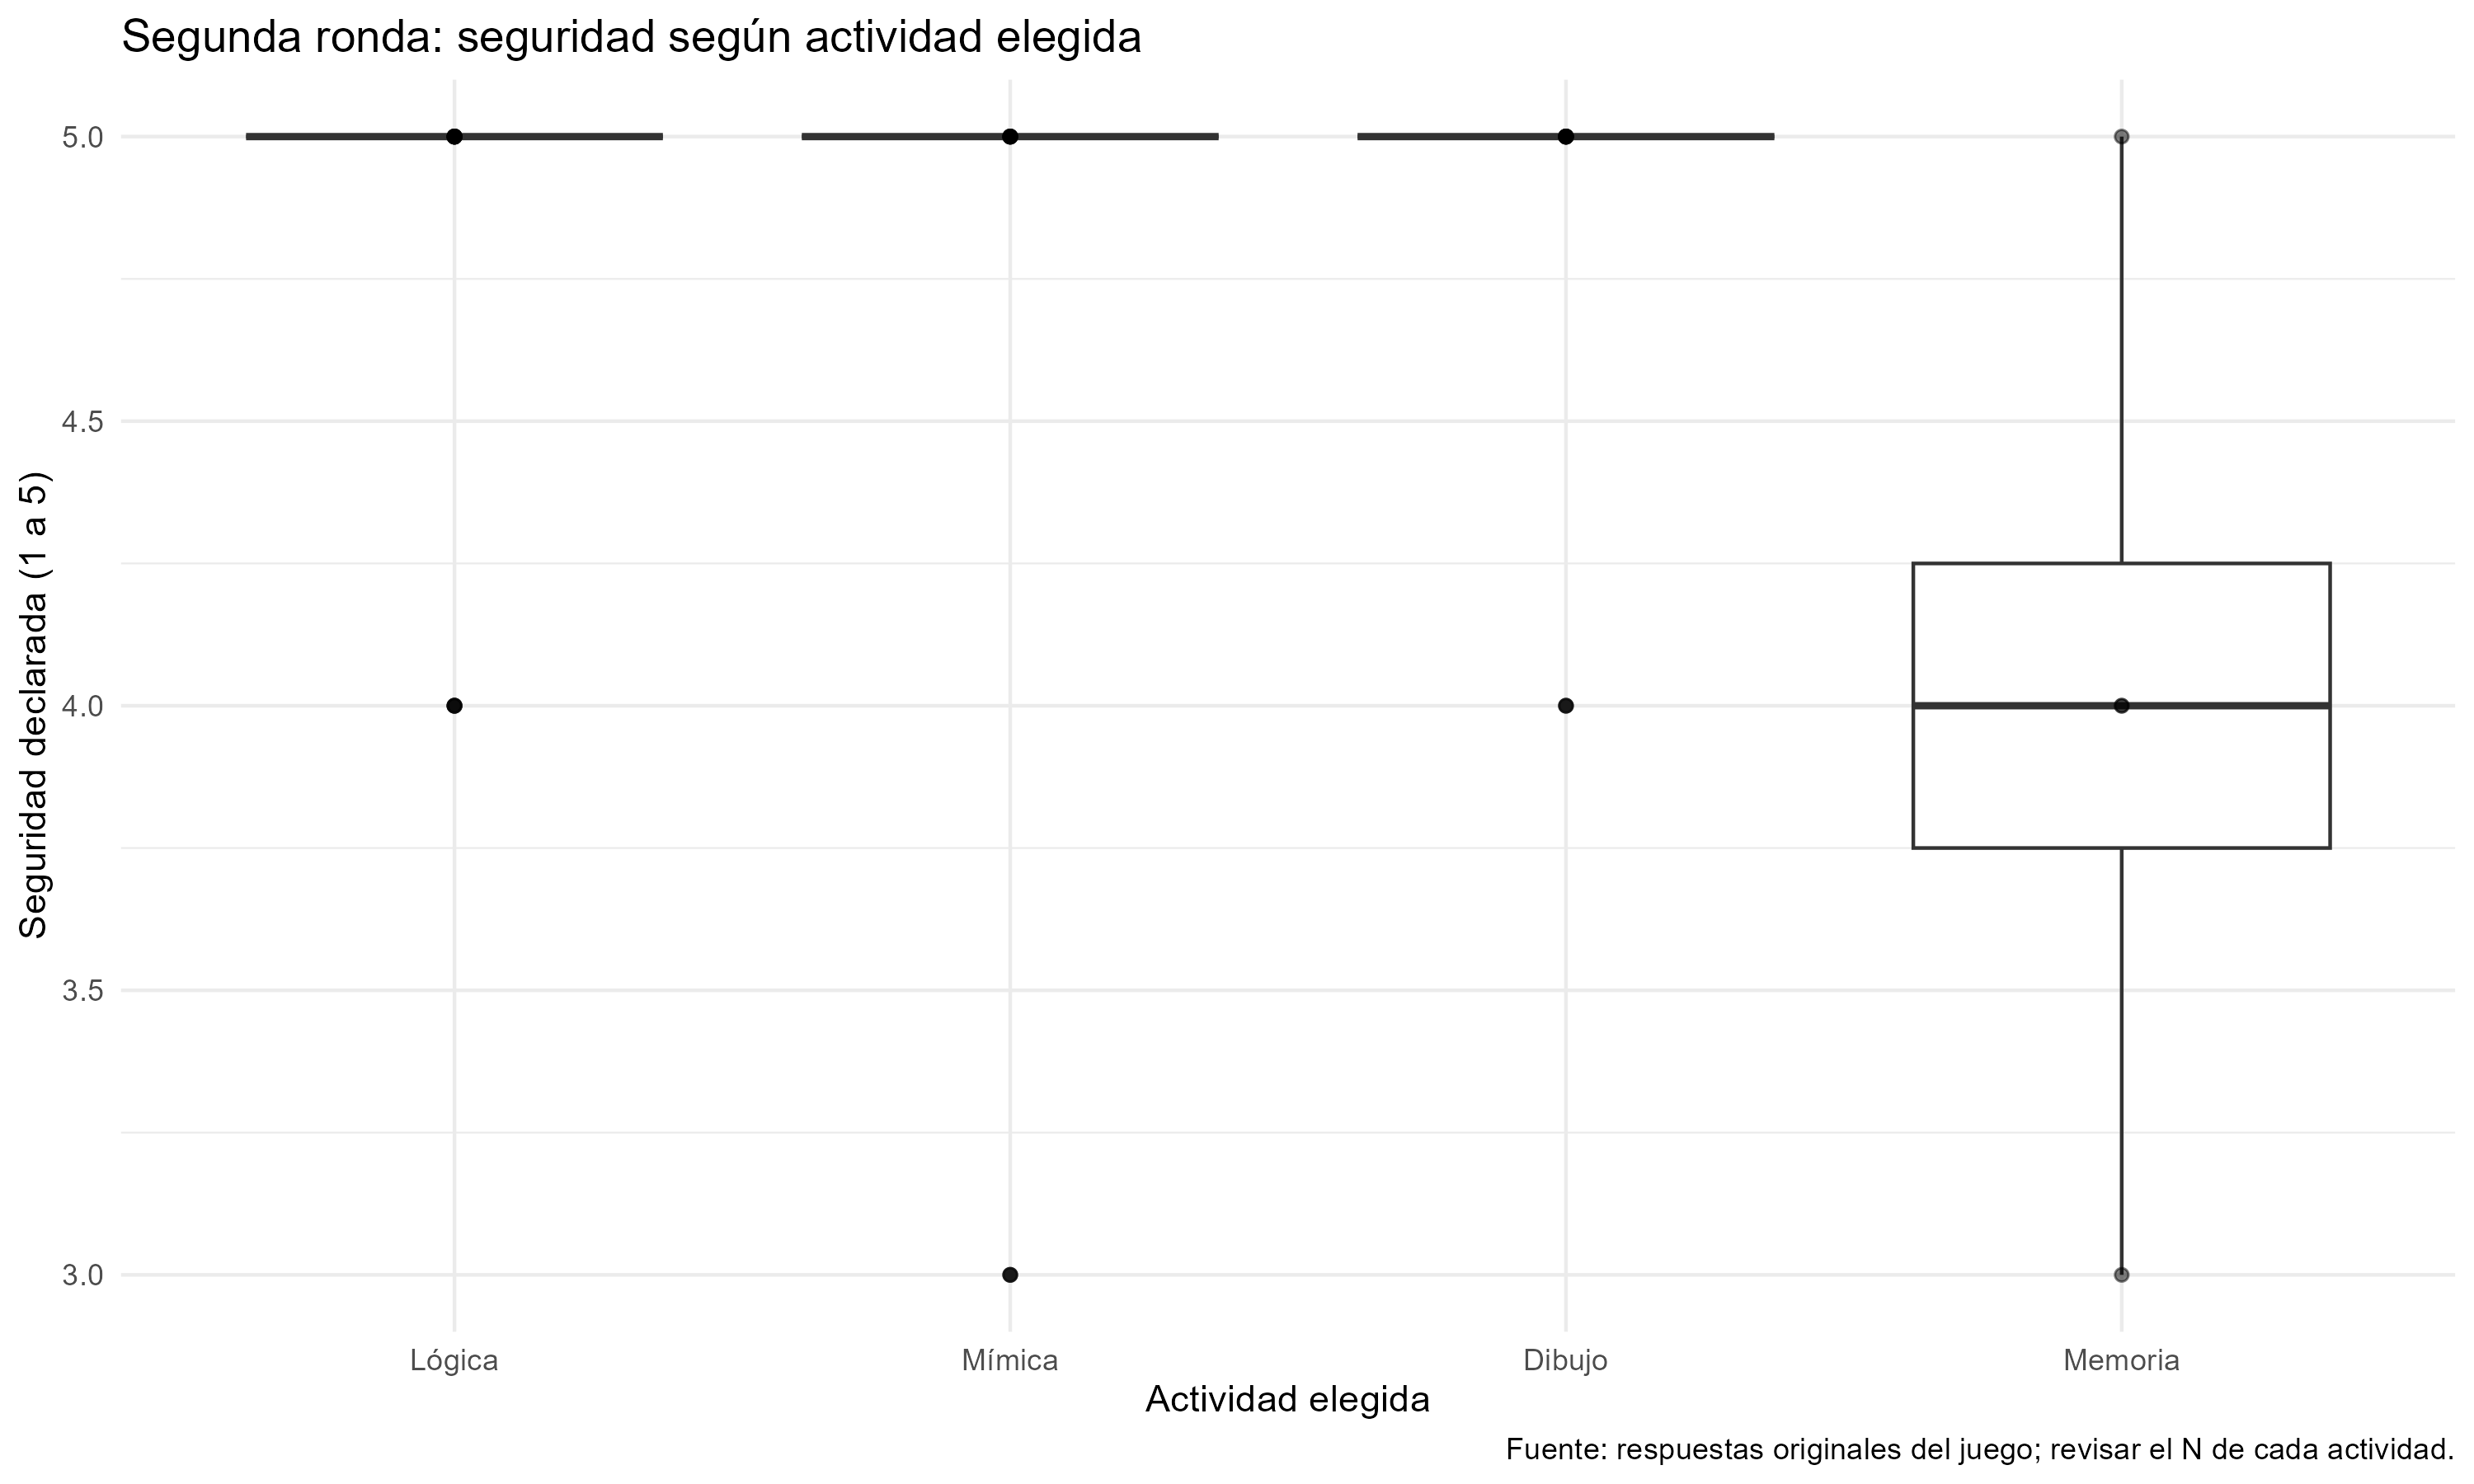 Segunda ronda: seguridad según actividad elegida
Seguridad declarada (1 a 5)
5.0
4.5
4.0
3.5
3.0
Lógica
Mímica
Dibujo
Memoria
Actividad elegida
Fuente: respuestas originales del juego; revisar el N de cada actividad.